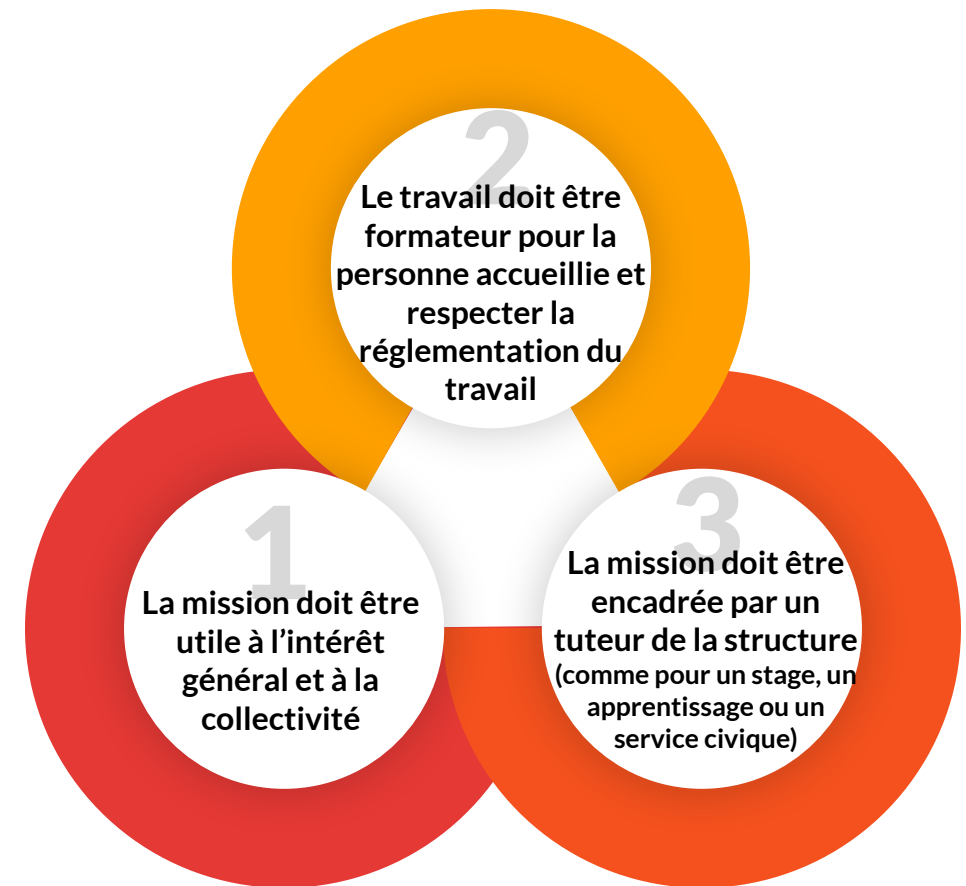 2
Le travail doit être
formateur pour la
personne accueillie et
respecter la
réglementation du
travail
1
La mission doit être
utile à l’intérêt
général et à la
collectivité
3
La mission doit être
encadrée par un
tuteur de la structure
(comme pour un stage, un
apprentissage ou un
service civique)